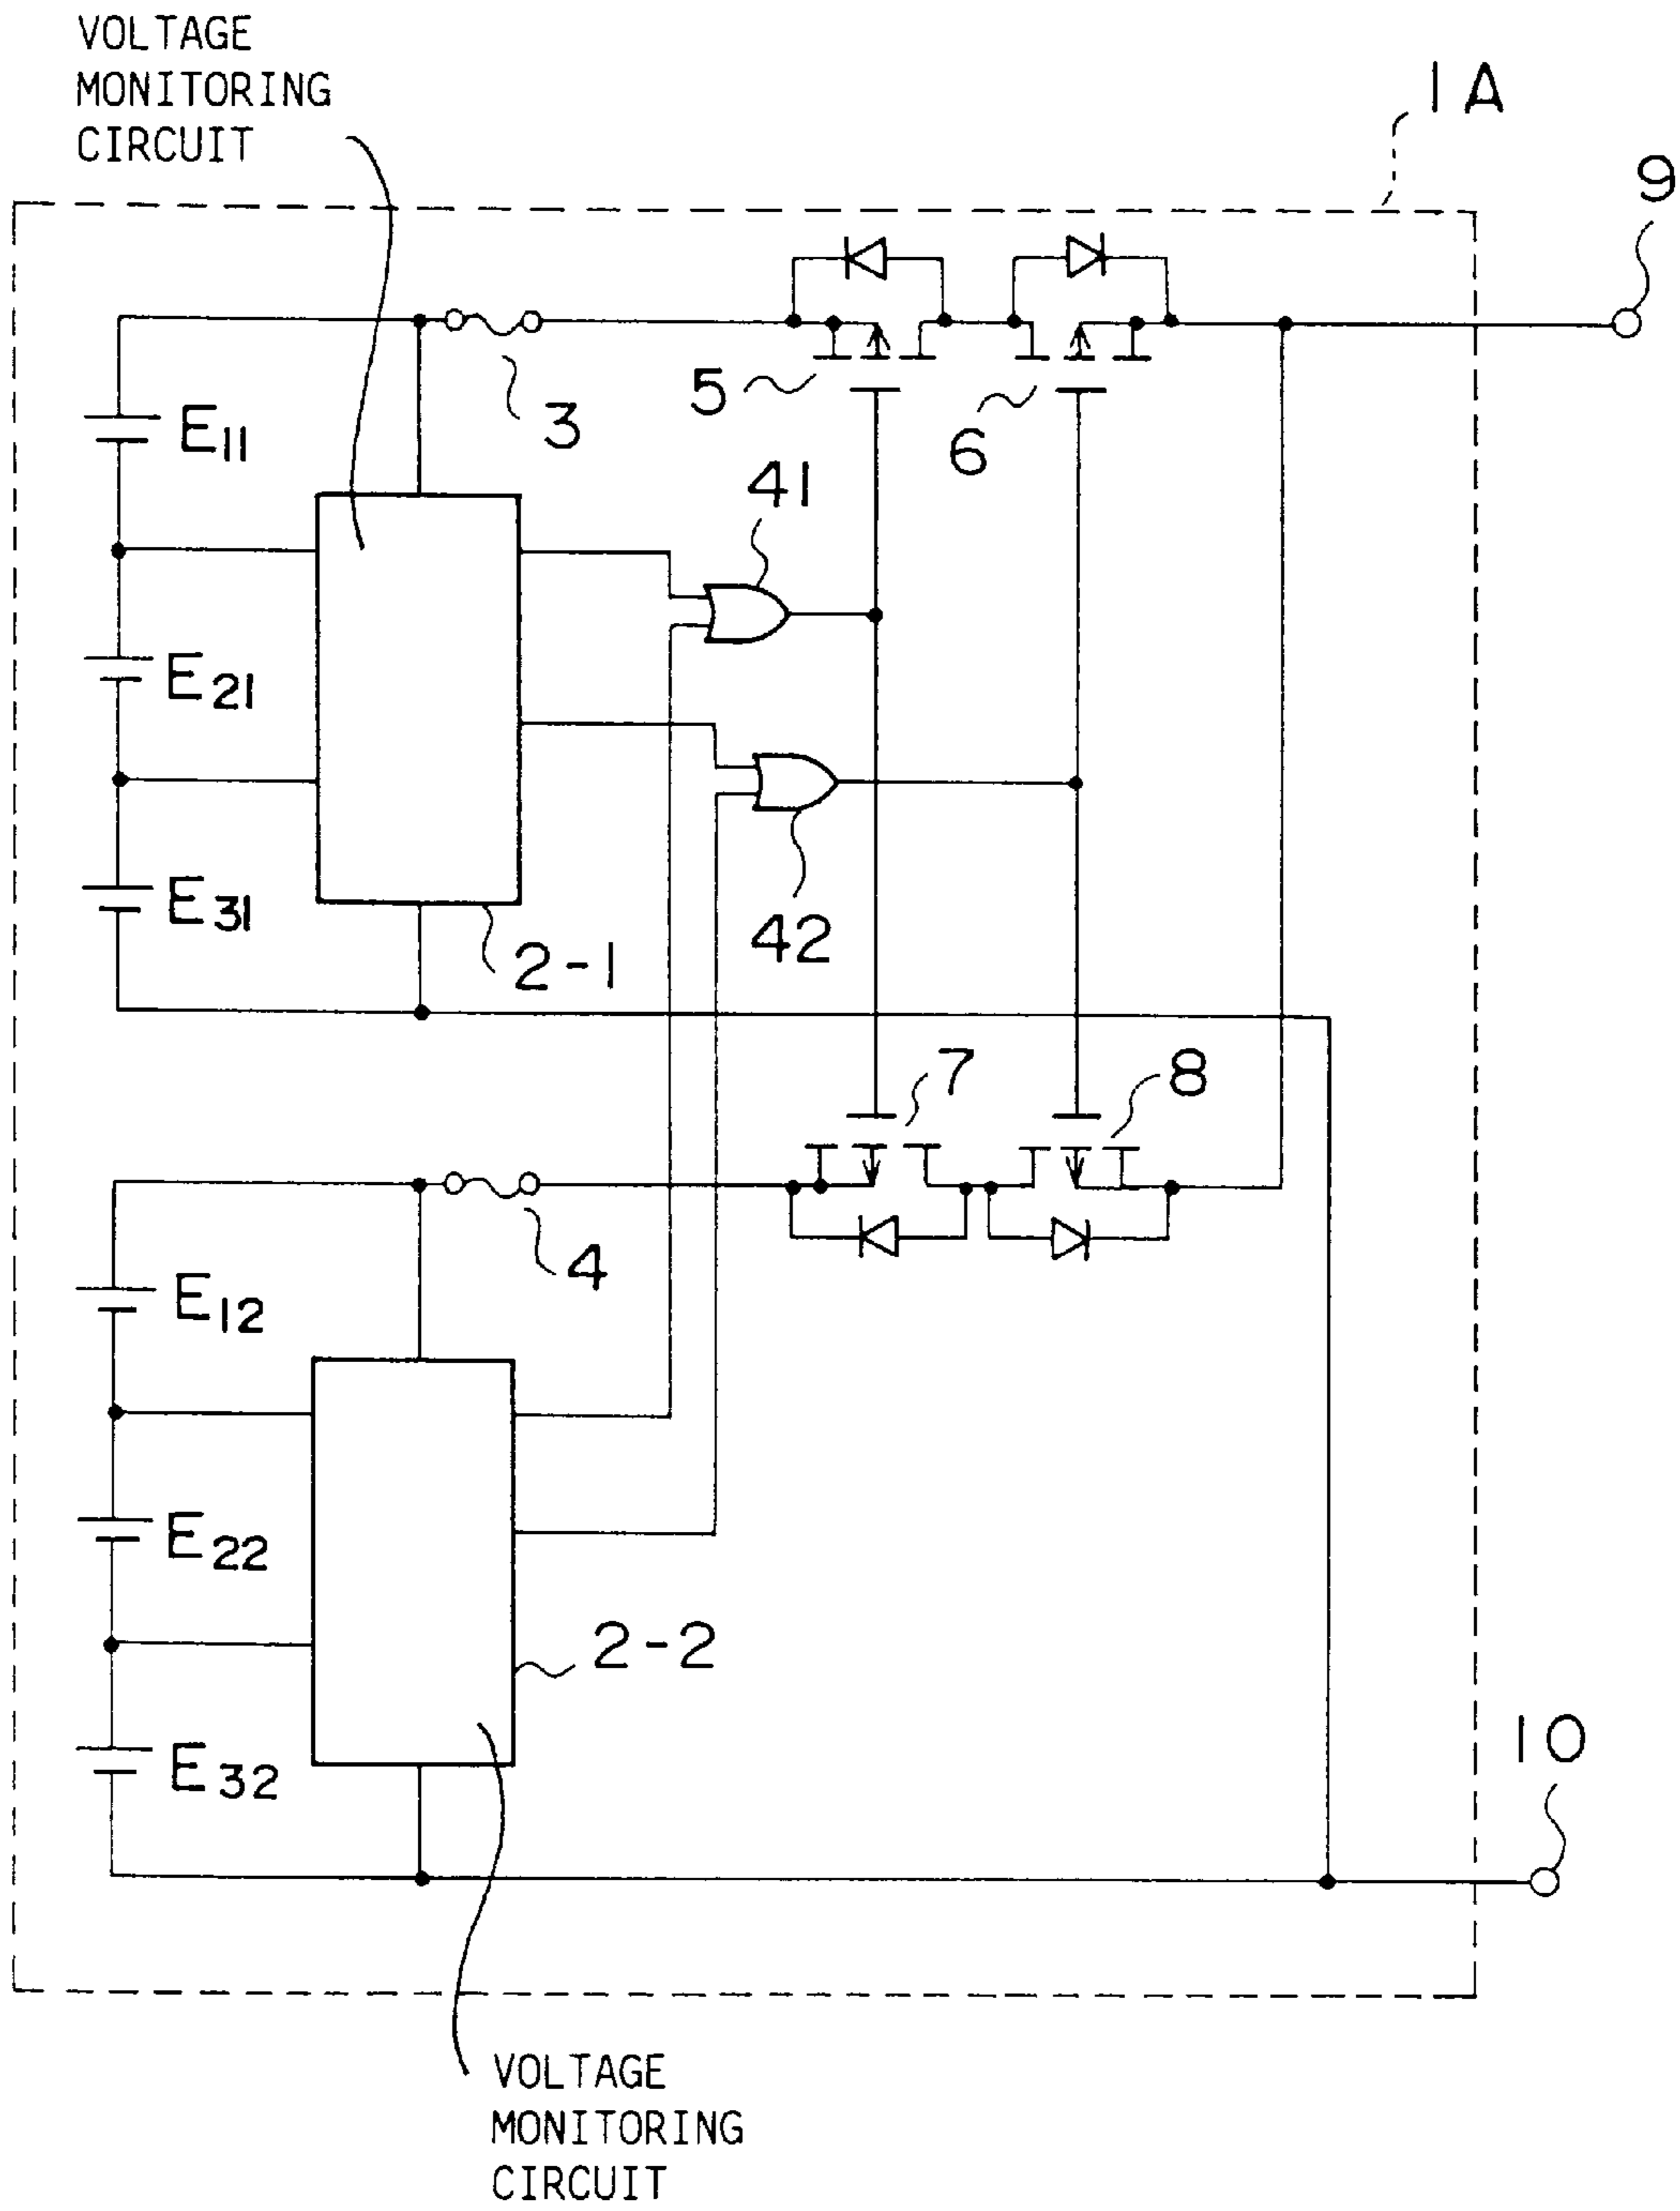 VOLTAGE
MONITORING
CIRCUIT
1A
9
E11
3
5
6
41
E21
E31
42
2-1
7
8
4
E12
E22
2-2
E32
10
VOLTAGE
MONITORING
CIRCUIT